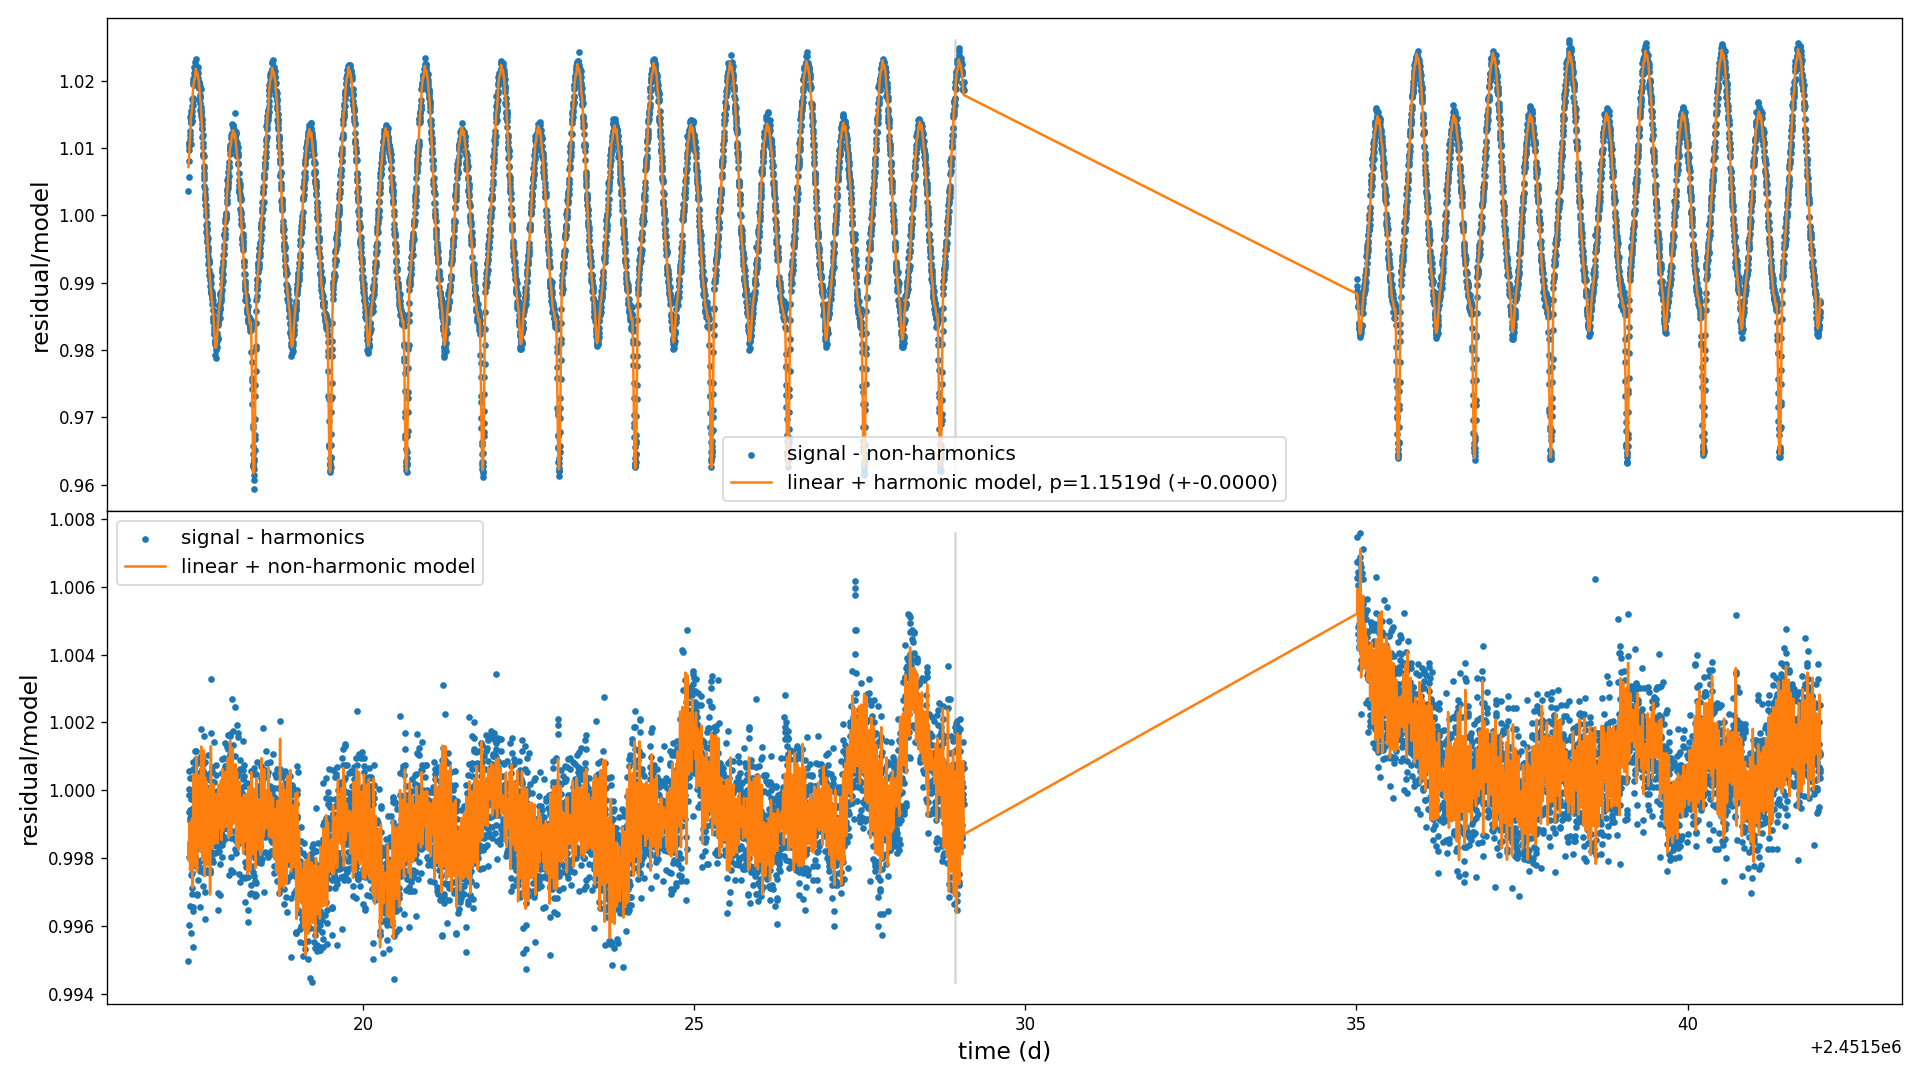 residual/model
1.02
1.01
1.00
0.99
0.98
0.97
0.96
signal - non-harmonics
linear + harmonic model, p=1.1519d (+-0.0000)
residual/model
1.008
1.006
1.004
1.002
1.000
0.998
0.996
0.994
signal - harmonics
linear + non-harmonic model
20
25
30
35
40
time (d)
+2.4515e6